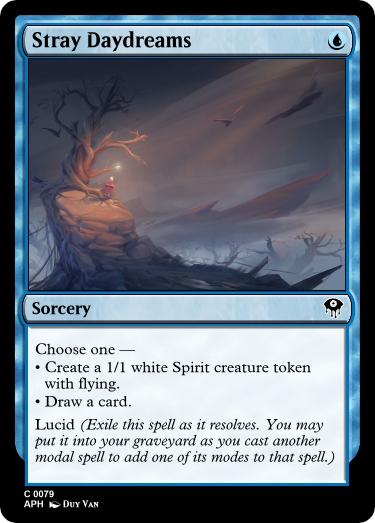 Stray Daydreams
Sorcery
Choose one —
• Create a 1/1 white Spirit creature token
with flying.
• Draw a card.
Lucid (Exile this spell as it resolves. You may
put it into your graveyard as you cast another
modal spell to add one of its modes to that spell.)
C 0079
APH Duy Van